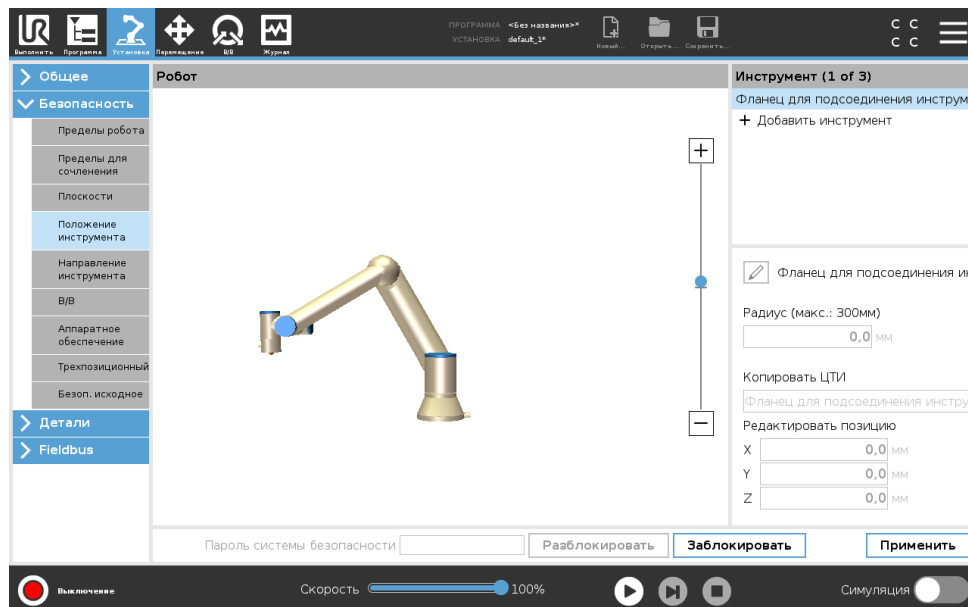 ПРОГРАММА <Без названия>*
УСТАНОВКА default_1*
C C
C C
Выполнить Программа Установка Перемещение В/В Журнал Новый... Открыть... Сохранить...
Общее
Безопасность
Пределы робота
Пределы для
сочленения
Плоскости
Положение
инструмента
Направление
инструмента
В/В
Аппаратное
обеспечение
Трехпозиционный
Безоп. исходное
Детали
Fieldbus
Робот
Инструмент (1 of 3)
Фланец для подсоединения инструм
+ Добавить инструмент
Фланец для подсоединения ин
Радиус (макс.: 300мм)
0,0 мм
Копировать ЦТИ
Фланец для подсоединения инстру
Редактировать позицию
X 0,0 мм
Y 0,0 мм
Z 0,0 мм
Пароль системы безопасности Разблокировать Заблокировать Применить
Выключение Скорость 100% Симуляция